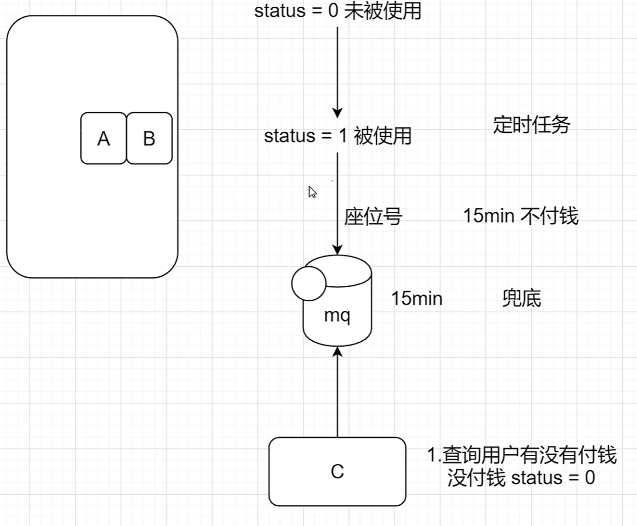 status = 0 未被使用
A
B
status = 1 被使用
定时任务
座位号
15min 不付钱
mq
15min
兜底
C
1.查询用户有没有付钱
没付钱 status = 0